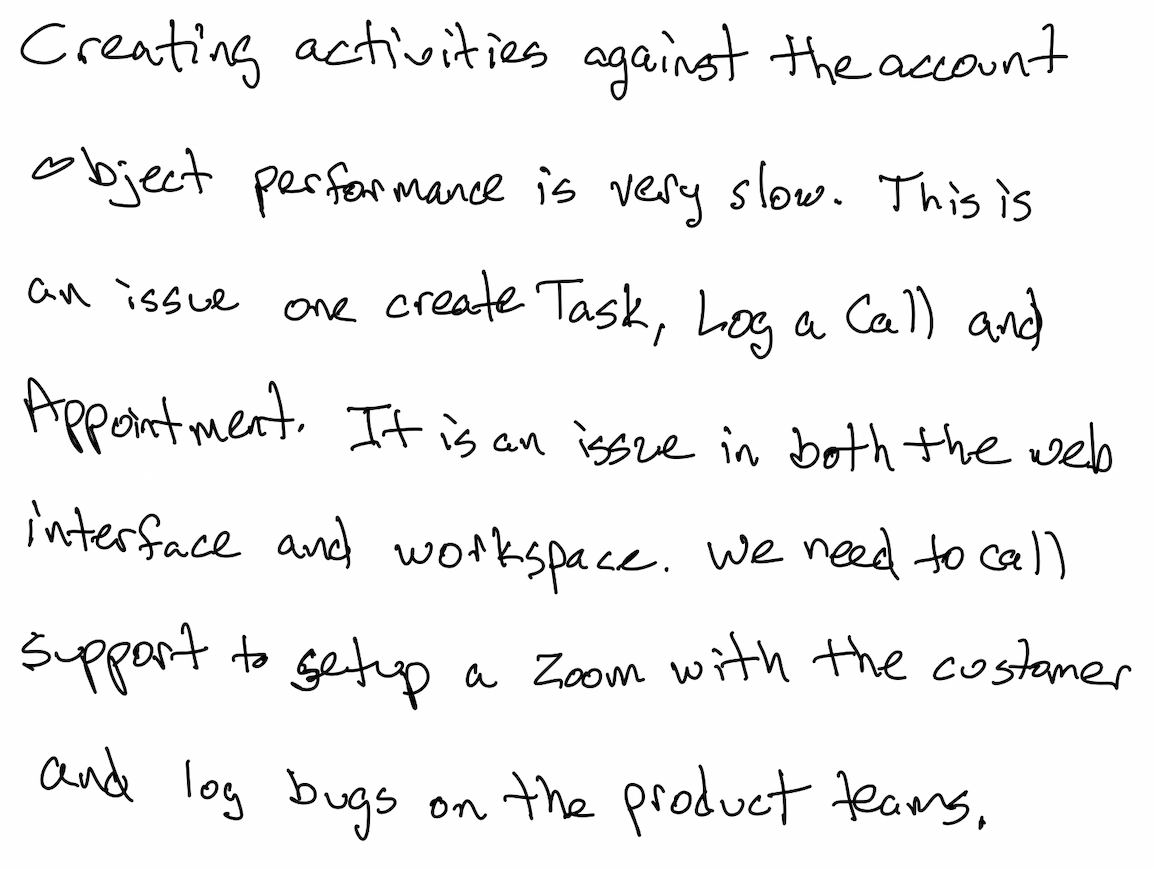 Creating activities against the account
object performance is very slow. This is
an issue one create Task, Log a Call and
Appointment. It is an issue in both the web
interface and workspace. We need to call
support to setup a Zoom with the customer
and log bugs on the product teams.